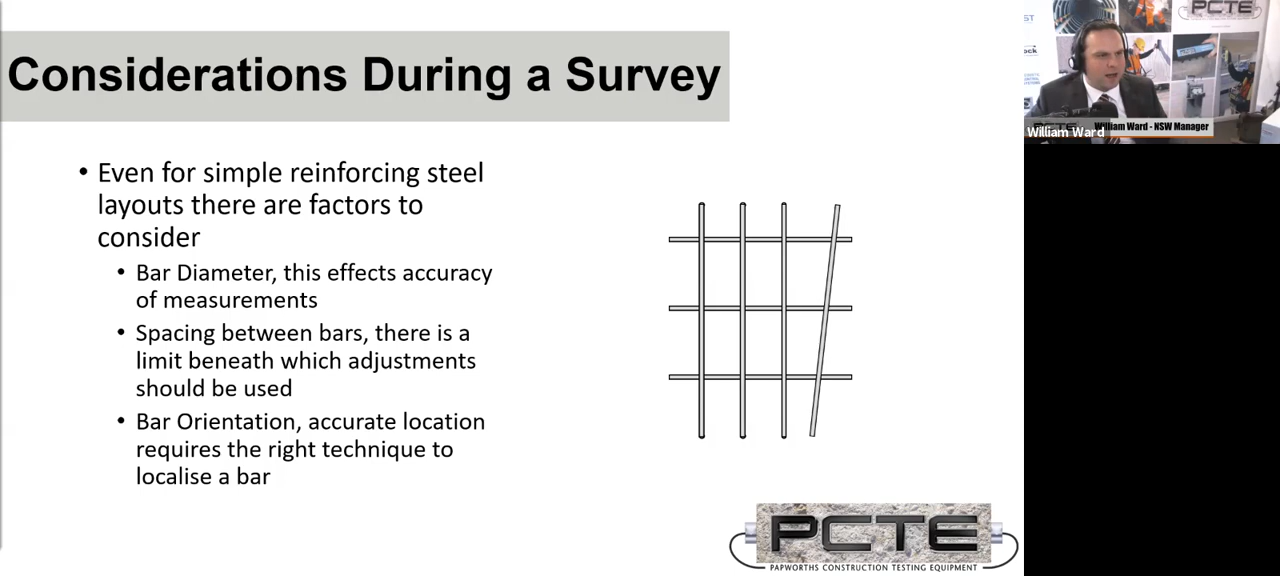 Considerations During a Survey
• Even for simple reinforcing steel
layouts there are factors to
consider
• Bar Diameter, this effects accuracy
of measurements
• Spacing between bars, there is a
limit beneath which adjustments
should be used
• Bar Orientation, accurate location
requires the right technique to
localise a bar
PCTE
PAPWORTHS CONSTRUCTION TESTING EQUIPMENT
PCTE
William Ward - NSW Manager
William Ward